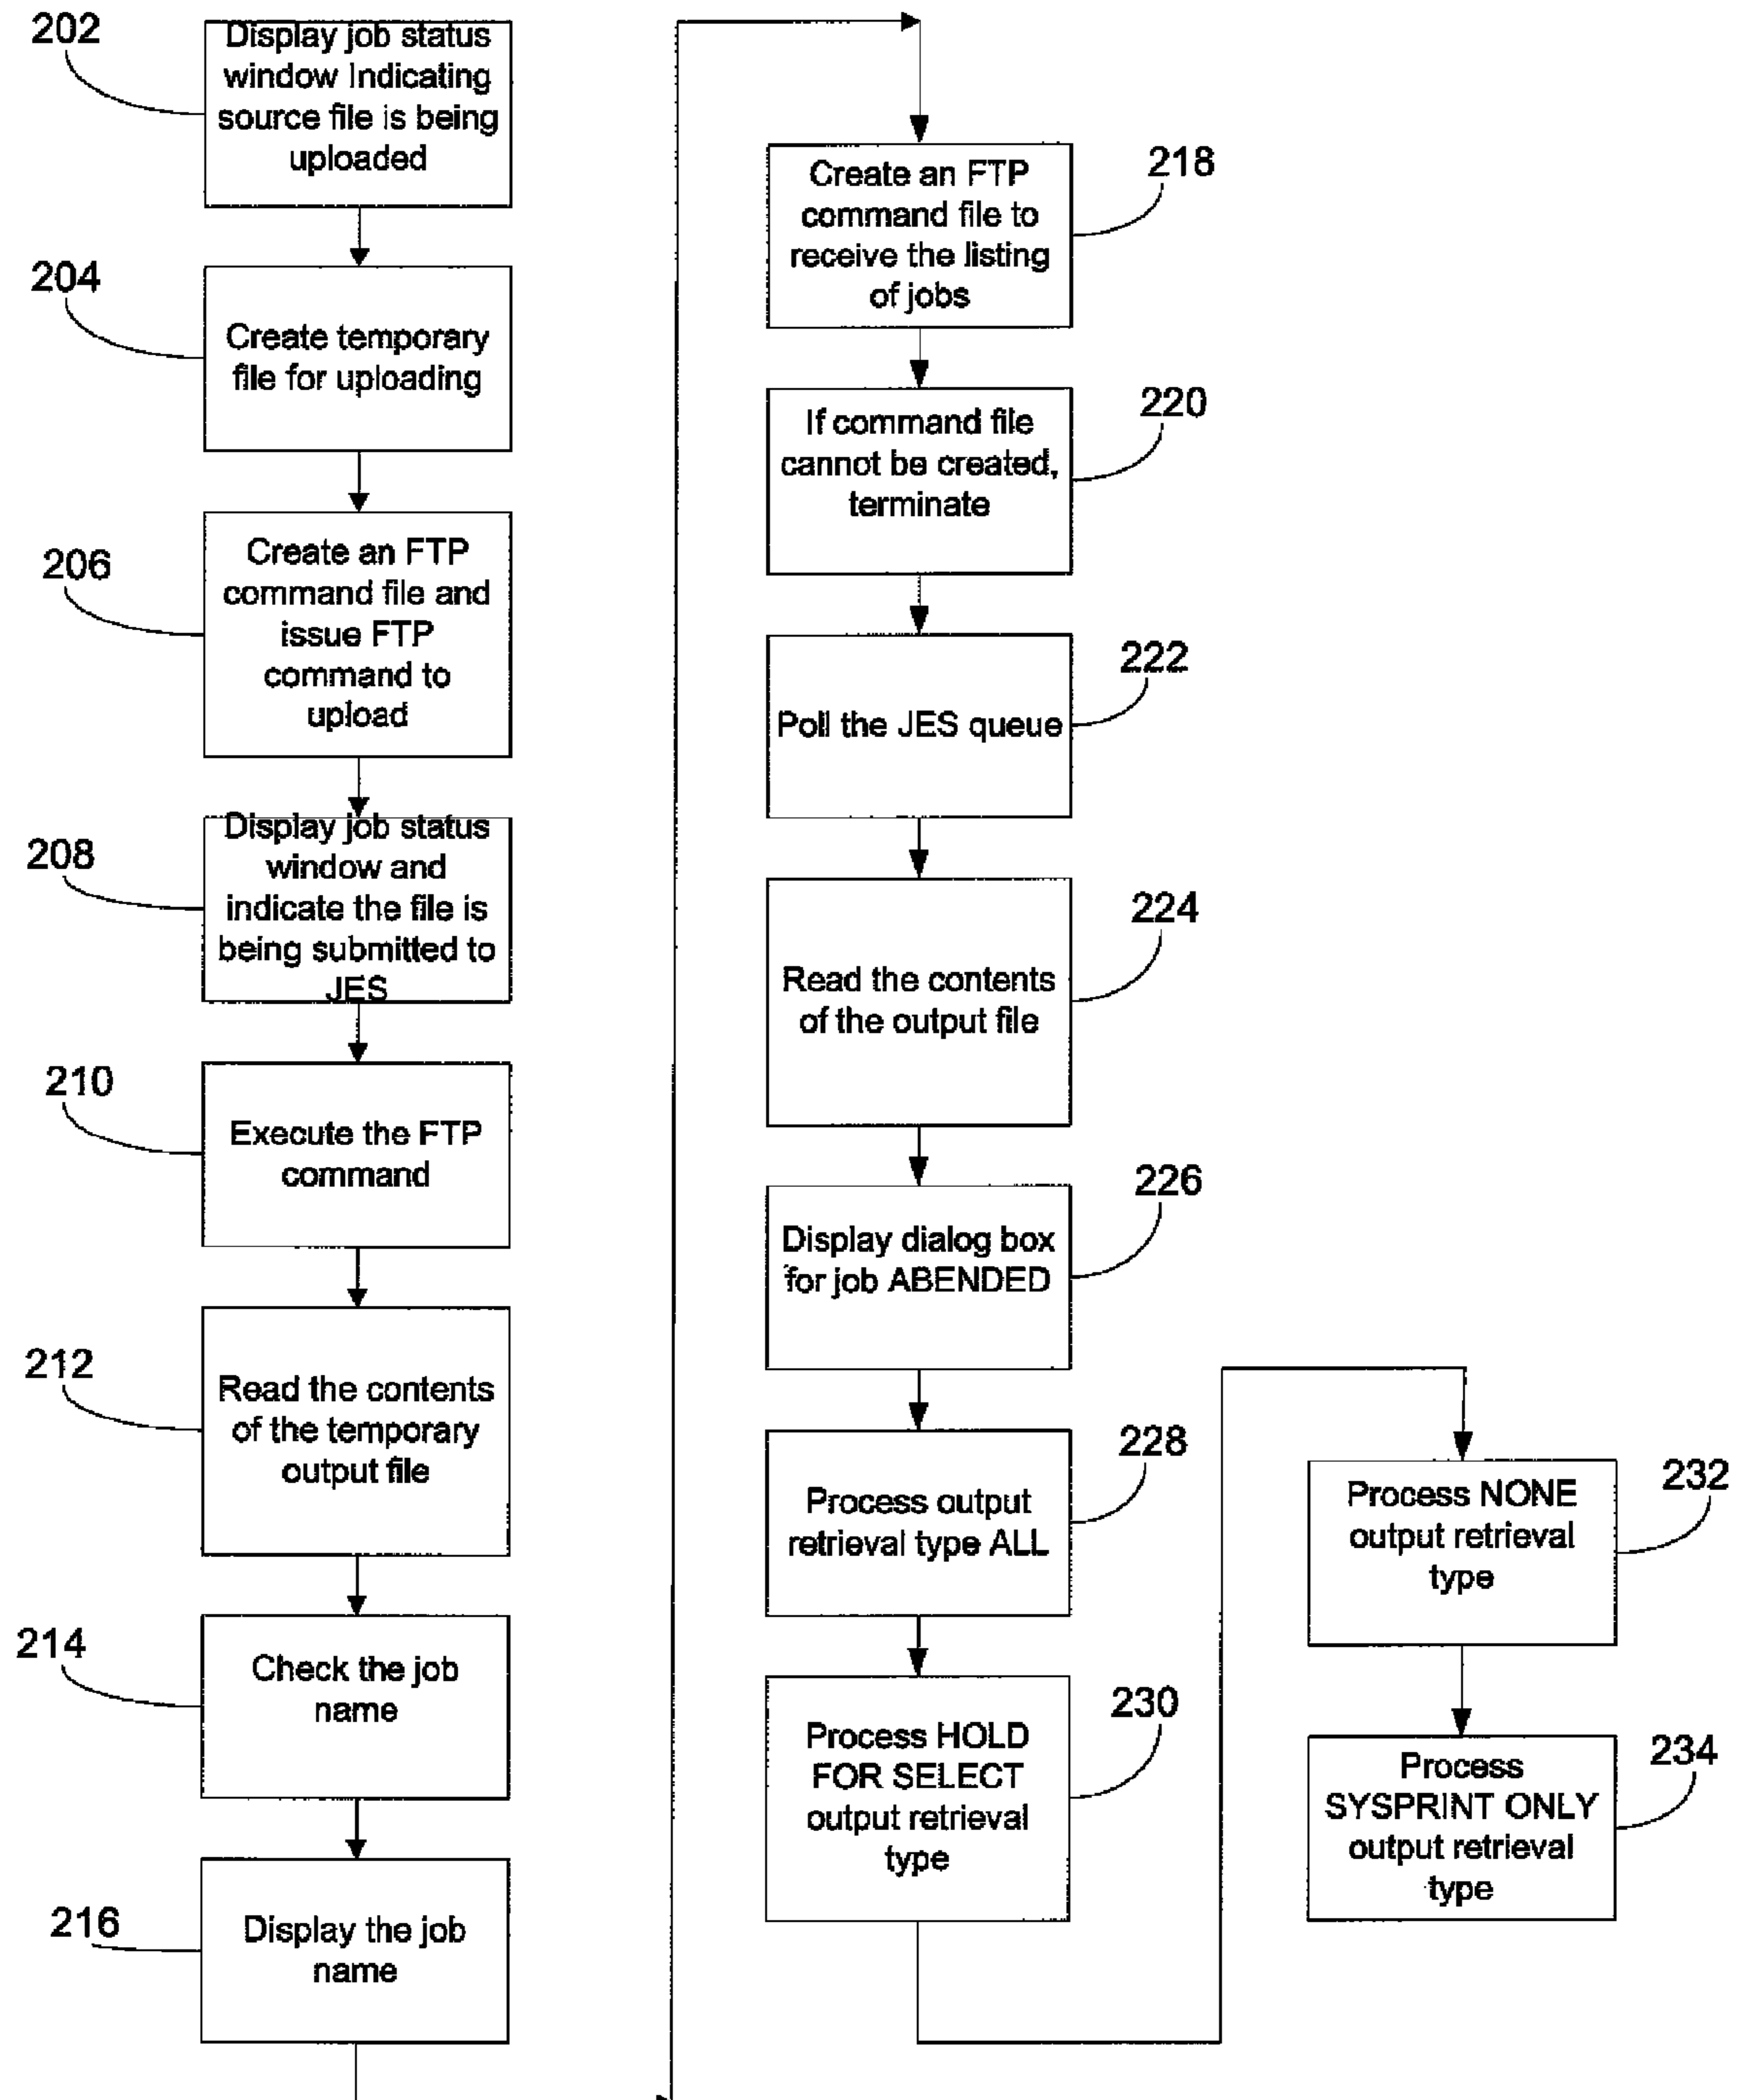 202
Display job status
window Indicating
source file is being
uploaded
204
Create temporary
file for uploading
206
Create an FTP
command file and
issue FTP
command to
upload
208
Display job status
window and
indicate the file is
being submitted to
JES
210
Execute the FTP
command
212
Read the contents
of the temporary
output file
214
Check the job
name
216
Display the job
name
218
Create an FTP
command file to
receive the listing
of jobs
220
If command file
cannot be created,
terminate
222
Poll the JES queue
224
Read the contents
of the output file
226
Display dialog box
for job ABENDED
228
Process output
retrieval type ALL
230
Process HOLD
FOR SELECT
output retrieval
type
232
Process NONE
output retrieval
type
234
Process
SYSPRINT ONLY
output retrieval
type